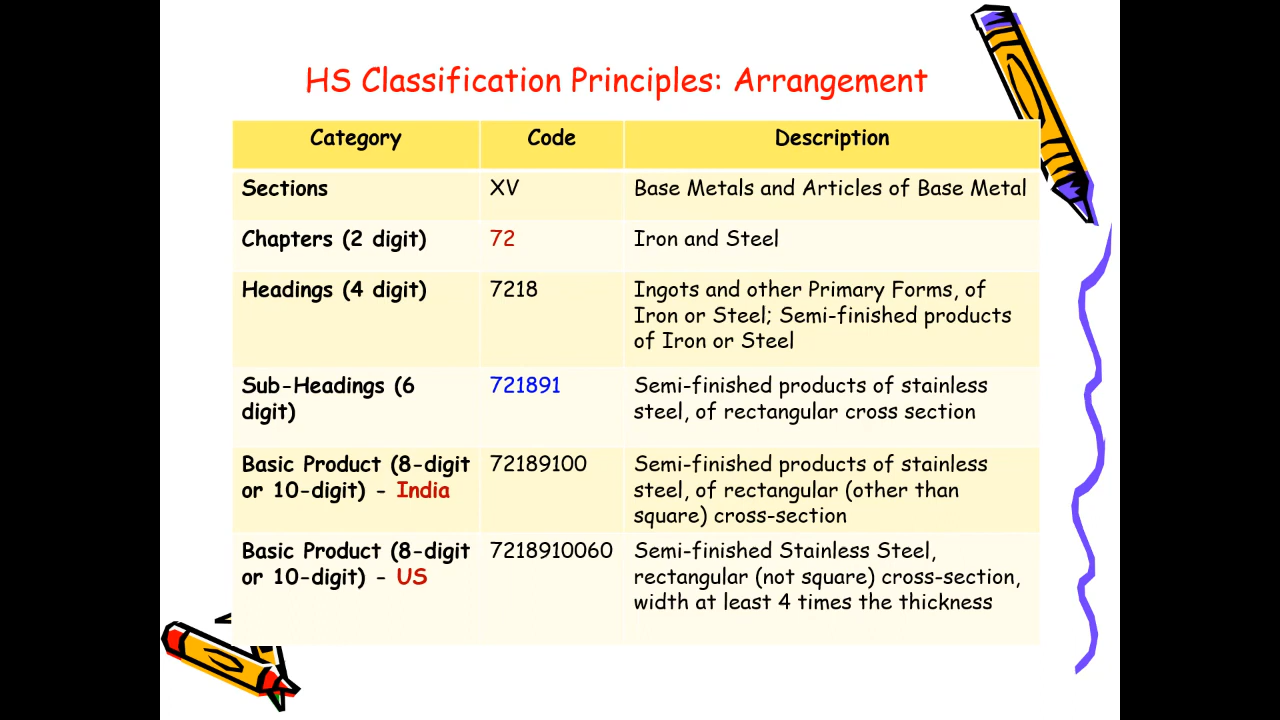 HS Classification Principles: Arrangement
Category Code Description
Sections XV Base Metals and Articles of Base Metal
Chapters (2 digit) 72 Iron and Steel
Headings (4 digit) 7218 Ingots and other Primary Forms, of
Iron or Steel; Semi-finished products
of Iron or Steel
Sub-Headings (6 721891 Semi-finished products of stainless
digit) steel, of rectangular cross section
Basic Product (8-digit 72189100 Semi-finished products of stainless
or 10-digit) - India steel, of rectangular (other than
square) cross-section
Basic Product (8-digit 7218910060 Semi-finished Stainless Steel,
or 10-digit) - US rectangular (not square) cross-section,
width at least 4 times the thickness